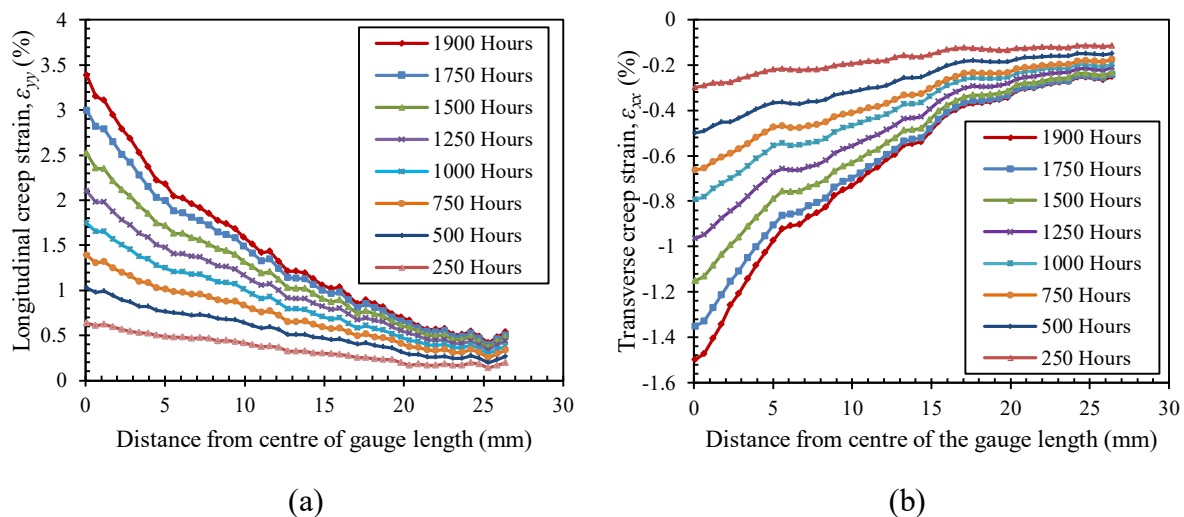 4
3.5
3
2.5
2
1.5
1
0.5
0
Longitudinal creep strain, εyy (%)
1900 Hours
1750 Hours
1500 Hours
1250 Hours
1000 Hours
750 Hours
500 Hours
250 Hours
0 5 10 15 20 25 30
Distance from centre of gauge length (mm)
(a)
0
-0.2
-0.4
-0.6
-0.8
-1
-1.2
-1.4
-1.6
Transverse creep strain, εxx (%)
1900 Hours
1750 Hours
1500 Hours
1250 Hours
1000 Hours
750 Hours
500 Hours
250 Hours
0 5 10 15 20 25 30
Distance from centre of the gauge length (mm)
(b)